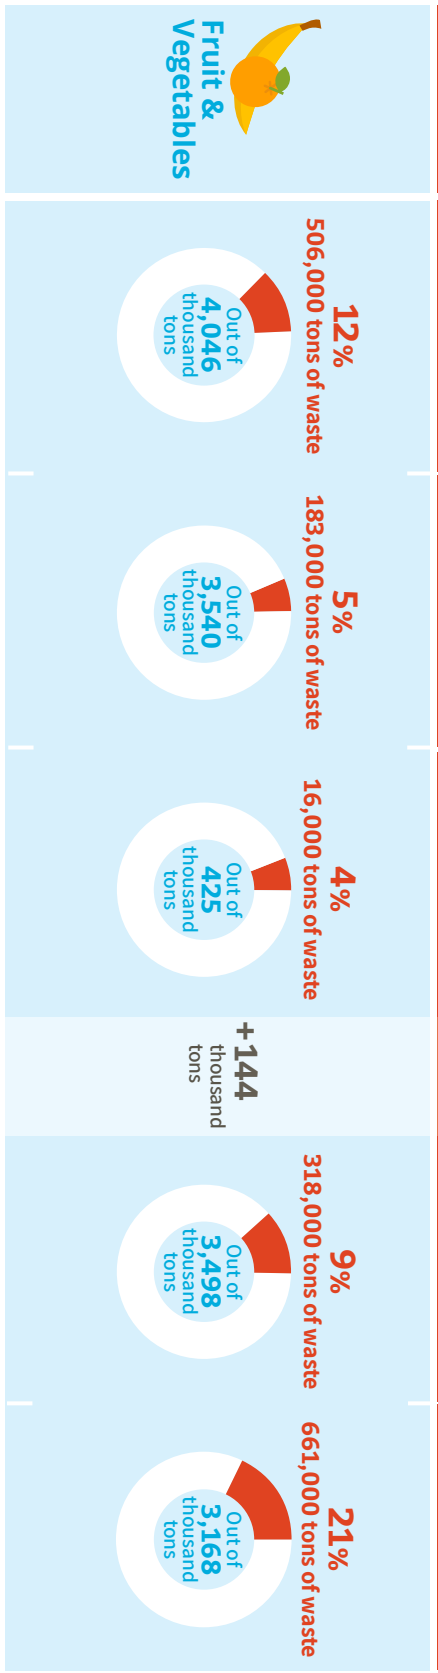 Fruit &
Vegetables
12%
506,000 tons of waste
Out of
4,046
thousand
tons
5%
183,000 tons of waste
Out of
3,540
thousand
tons
4%
16,000 tons of waste
Out of
425
thousand
tons
+144
thousand
tons
9%
318,000 tons of waste
Out of
3,498
thousand
tons
21%
661,000 tons of waste
Out of
3,168
thousand
tons